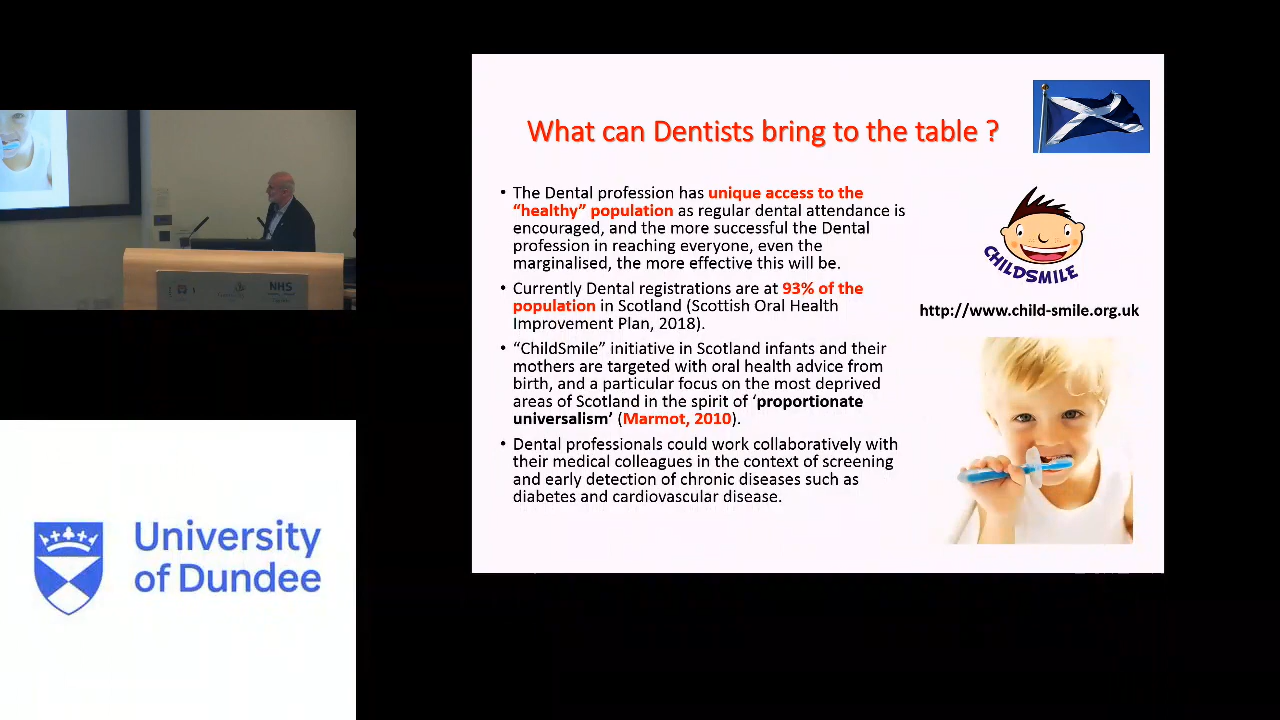 What can Dentists bring to the table ?
• The Dental profession has unique access to the
“healthy” population as regular dental attendance is
encouraged, and the more successful the Dental
profession in reaching everyone, even the
marginalised, the more effective this will be.
• Currently Dental registrations are at 93% of the
population in Scotland (Scottish Oral Health
Improvement Plan, 2018).
• “ChildSmile” initiative in Scotland infants and their
mothers are targeted with oral health advice from
birth, and a particular focus on the most deprived
areas of Scotland in the spirit of ‘proportionate
universalism’ (Marmot, 2010).
• Dental professionals could work collaboratively with
their medical colleagues in the context of screening
and early detection of chronic diseases such as
diabetes and cardiovascular disease.
CHILDSMILE
http://www.child-smile.org.uk
NHS
University
of Dundee